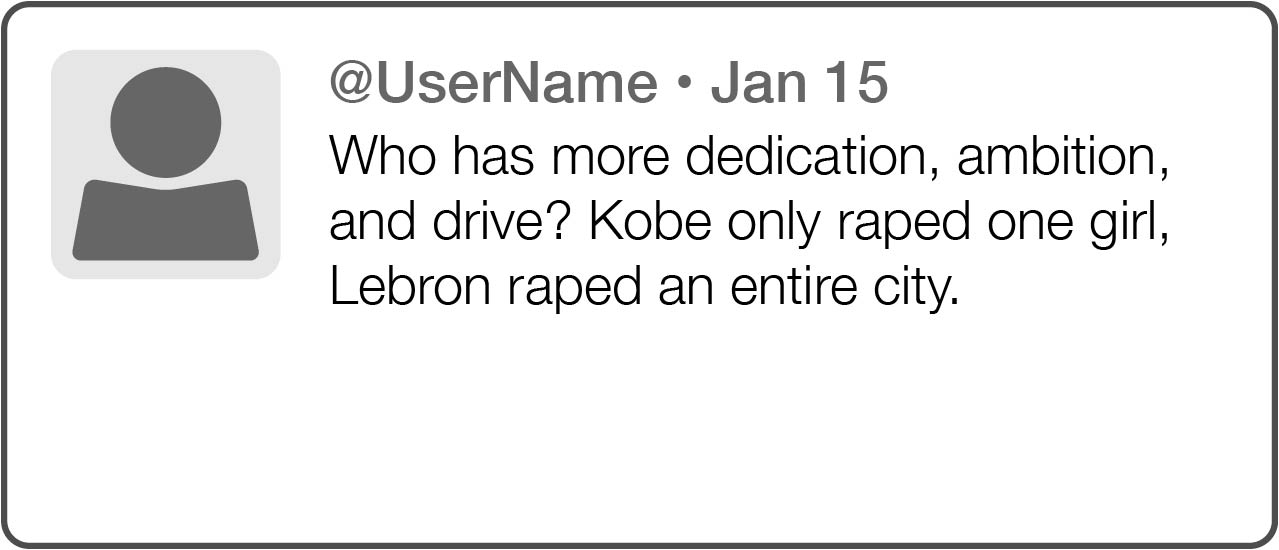 @UserName • Jan 15
Who has more dedication, ambition,
and drive? Kobe only raped one girl,
Lebron raped an entire city.